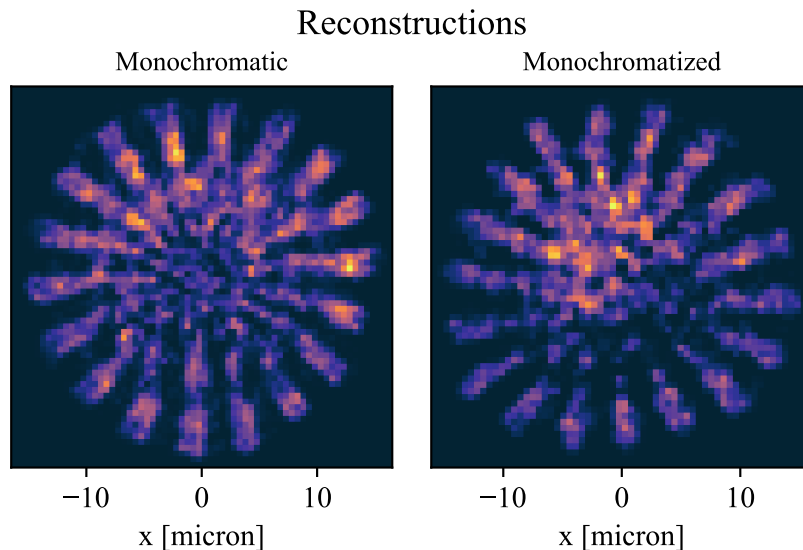 Reconstructions
Monochromatic
Monochromatized
−10 0 10
−10 0 10
x [micron]
x [micron]